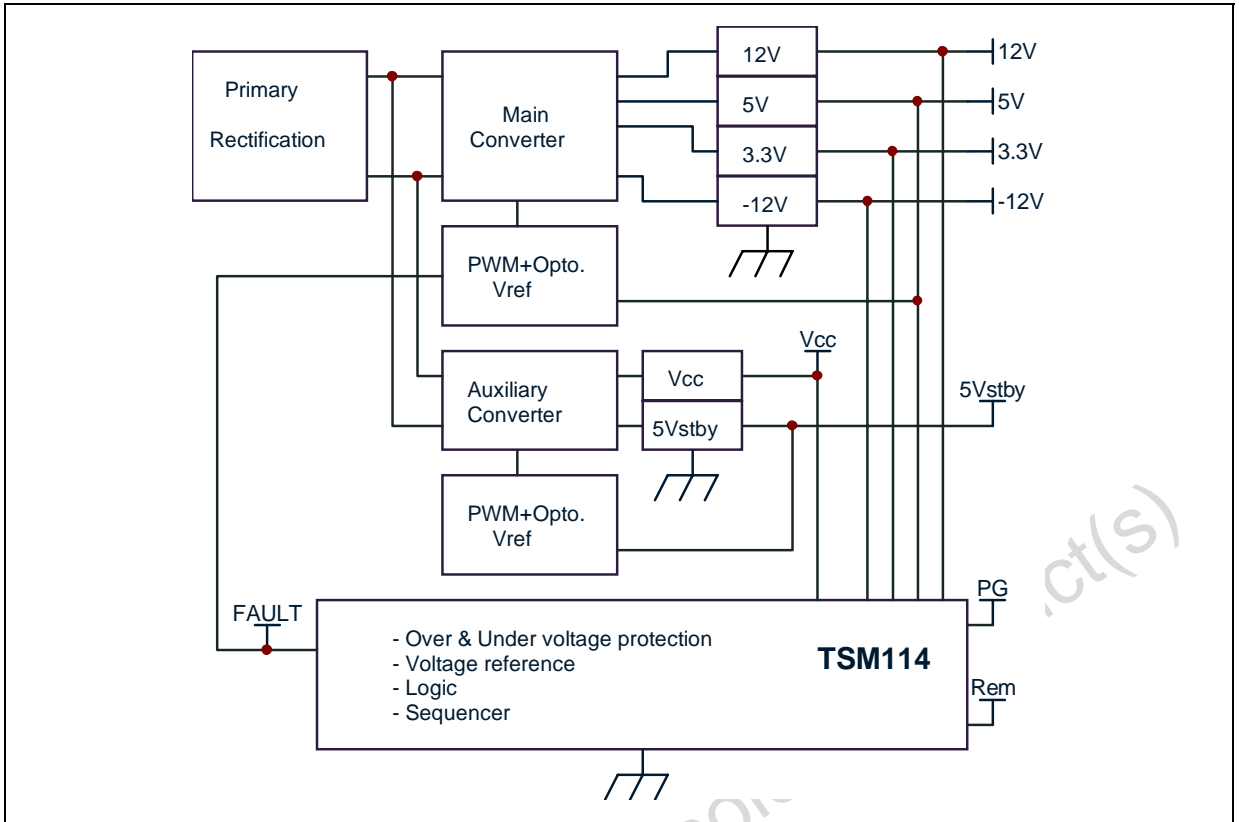 Primary
Rectification
Main
Converter
12V
5V
3.3V
-12V
12V
5V
3.3V
-12V
PWM+Opto.
Vref
Auxiliary
Converter
Vcc
5Vstby
Vcc
5Vstby
PWM+Opto.
Vref
FAULT
- Over & Under voltage protection
- Voltage reference
- Logic
- Sequencer
TSM114
PG
Rem